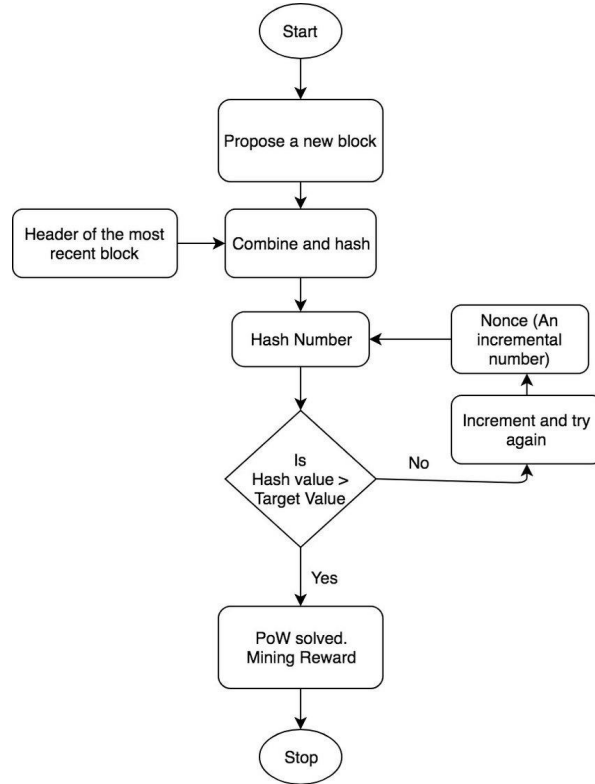 Start
Propose a new block
Header of the most
recent block
Combine and hash
Hash Number
Nonce (An
incremental
number)
Increment and try
again
Is
Hash value >
Target Value
No
Yes
PoW solved.
Mining Reward
Stop